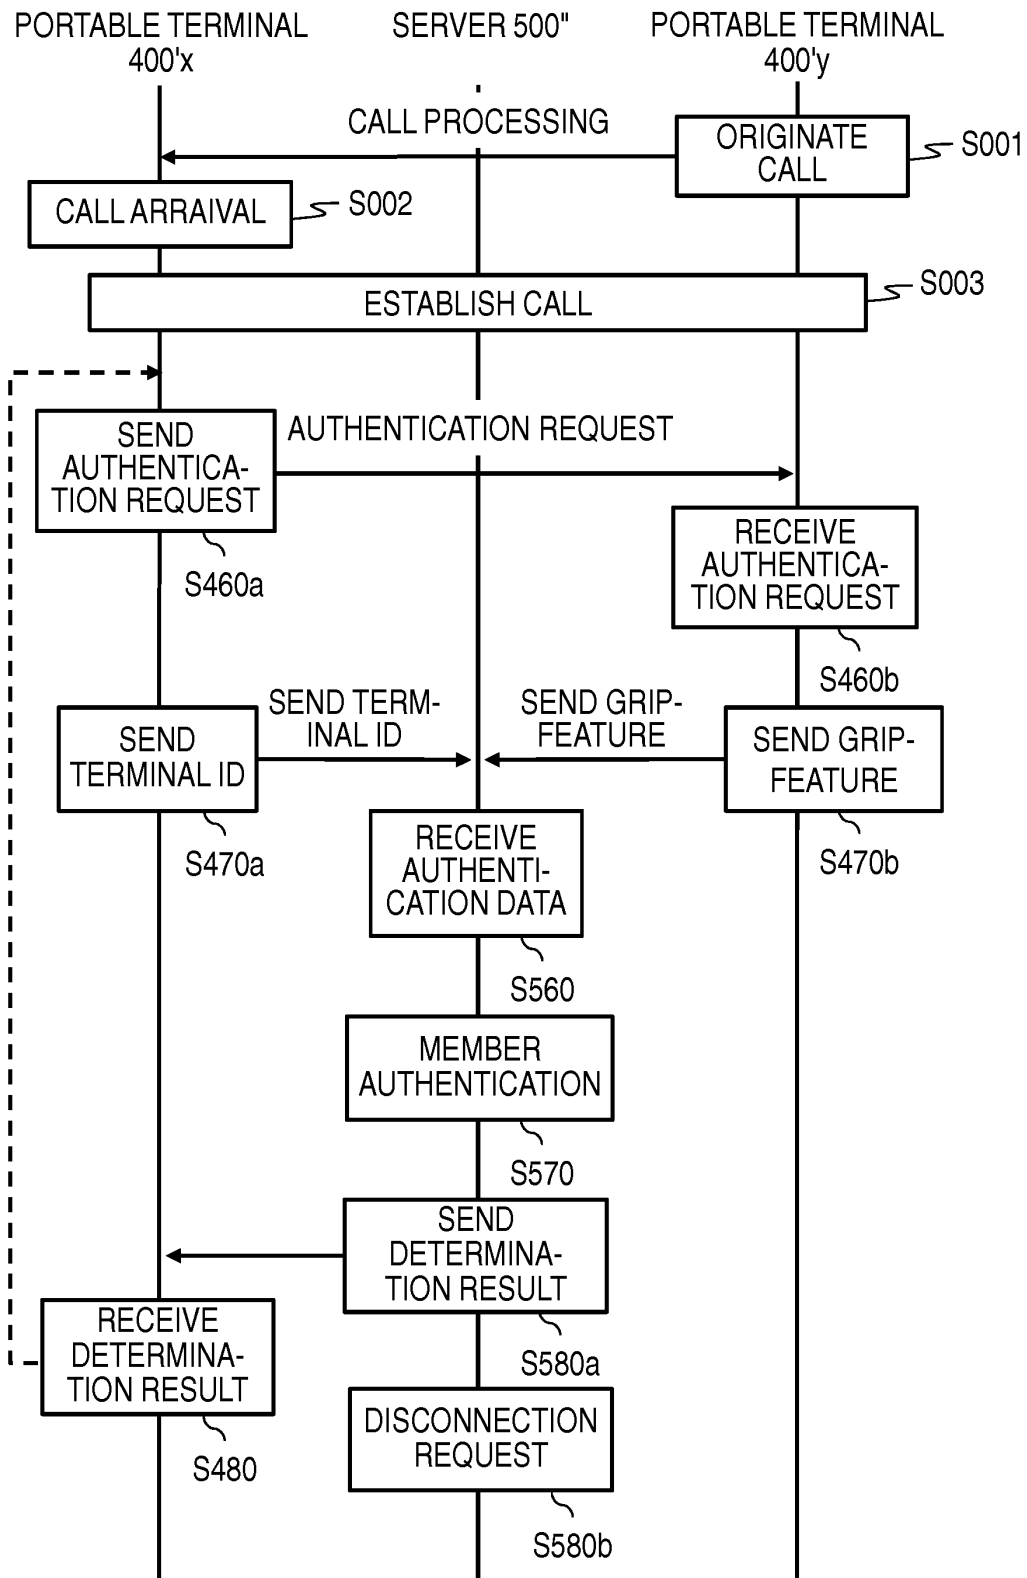 PORTABLE TERMINAL
400'x
SERVER 500"
PORTABLE TERMINAL
400'y
CALL PROCESSING
ORIGINATE
CALL
S001
CALL ARRAIVAL
S002
ESTABLISH CALL
S003
SEND
AUTHENTICA-
TION REQUEST
AUTHENTICATION REQUEST
S460a
RECEIVE
AUTHENTICA-
TION REQUEST
S460b
SEND
TERMINAL ID
SEND TERM-
INAL ID
SEND GRIP-
FEATURE
SEND GRIP-
FEATURE
S470a
S470b
RECEIVE
AUTHENTI-
CATION DATA
S560
MEMBER
AUTHENTICATION
S570
SEND
DETERMINA-
TION RESULT
S580a
RECEIVE
DETERMINA-
TION RESULT
S480
DISCONNECTION
REQUEST
S580b